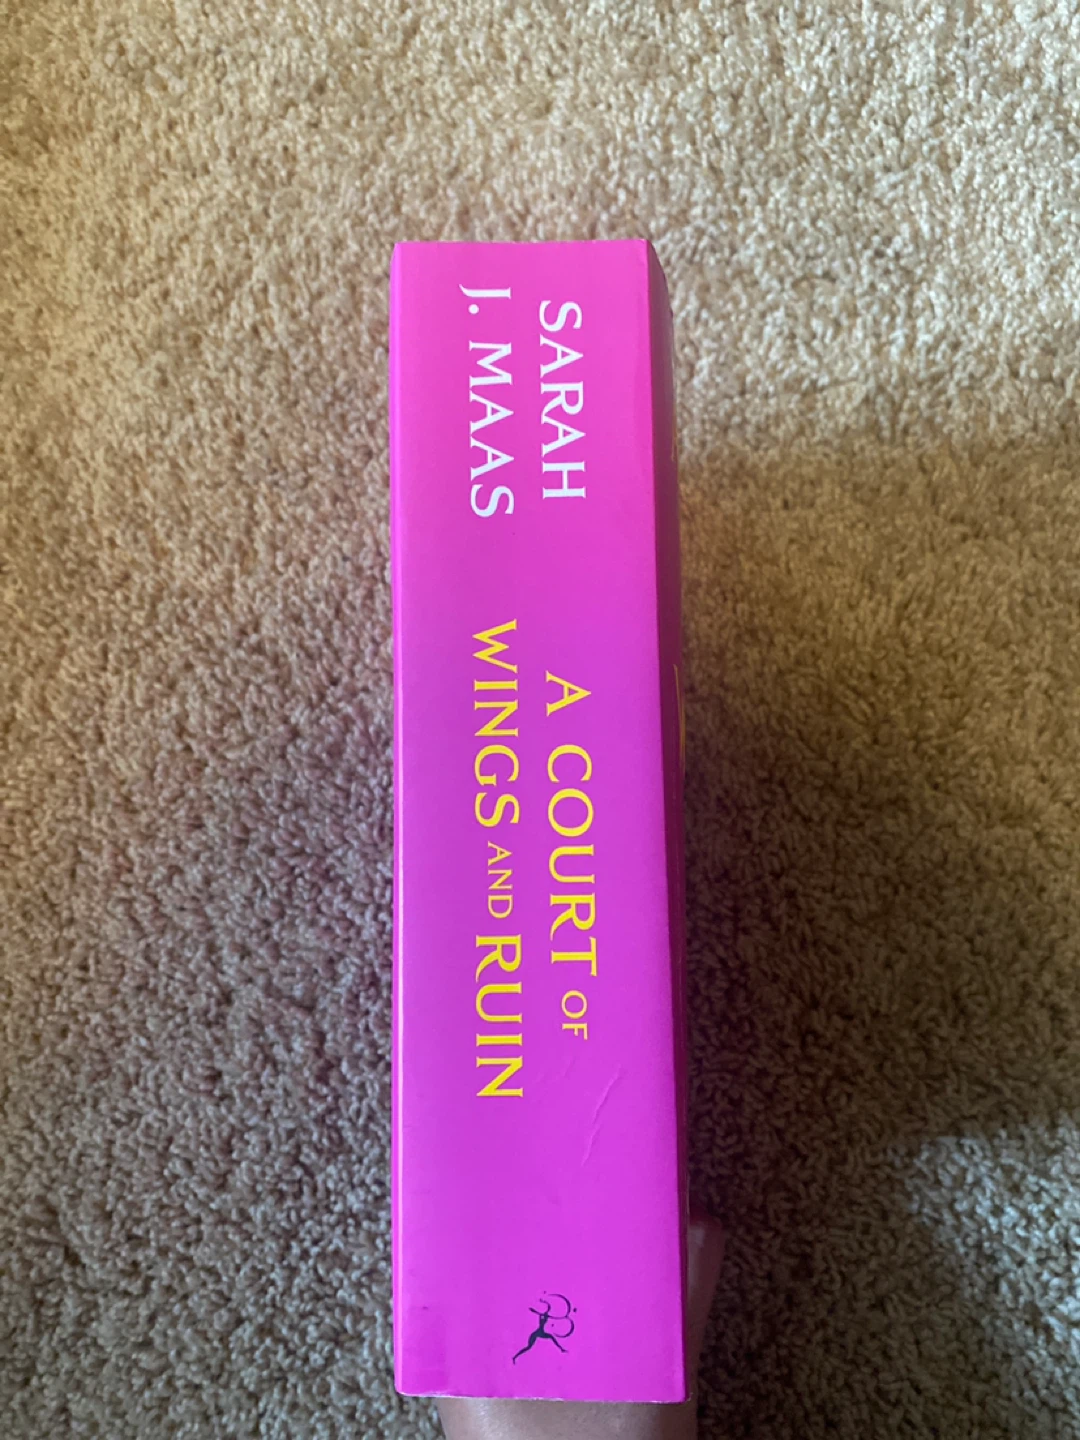 SARAH
J. MAAS
A COURT OF
WINGS AND RUIN